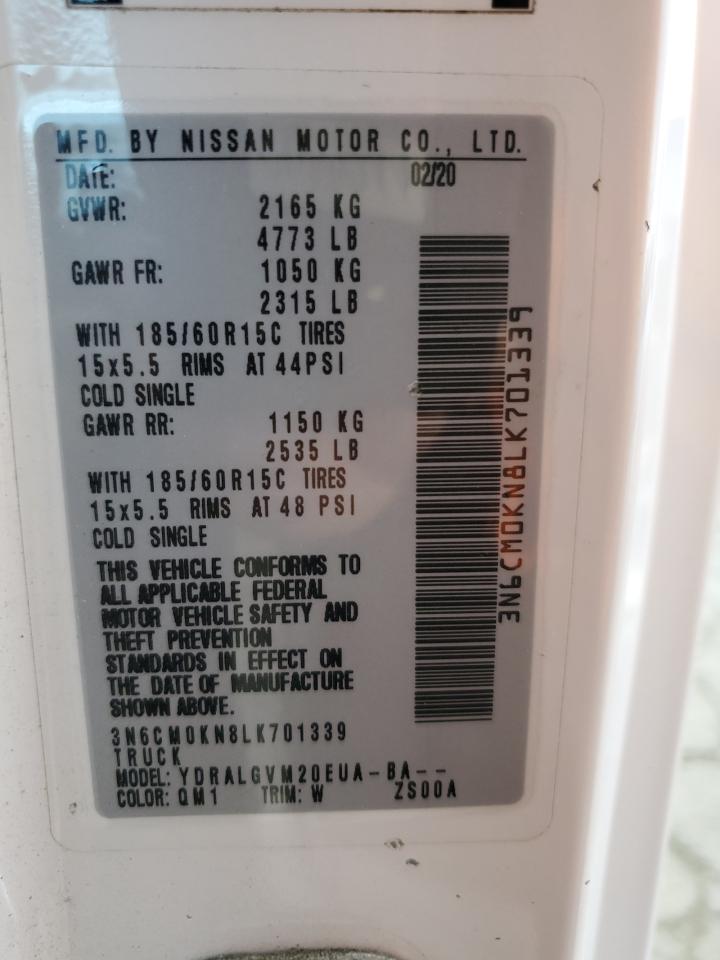 MFD. BY NISSAN MOTOR CO., LTD.
DATE: 02/20
GVWR: 2165 KG
4773 LB
GAWR FR: 1050 KG
2315 LB
WITH 185/60R15C TIRES
15x5.5 RIMS AT 44PSI
COLD SINGLE
GAWR RR: 1150 KG
2535 LB
WITH 185/60R15C TIRES
15x5.5 RIMS AT 48 PSI
COLD SINGLE
THIS VEHICLE CONFORMS TO
ALL APPLICABLE FEDERAL
MOTOR VEHICLE SAFETY AND
THEFT PREVENTION
STANDARDS IN EFFECT ON
THE DATE OF MANUFACTURE
SHOWN ABOVE.
3N6CM0KN8LK701339
TRUCK
MODEL: YDRALGVM20EUA-BA--
COLOR: QM1 TRIM: W ZS00A
3N6CM0KN8LK701339